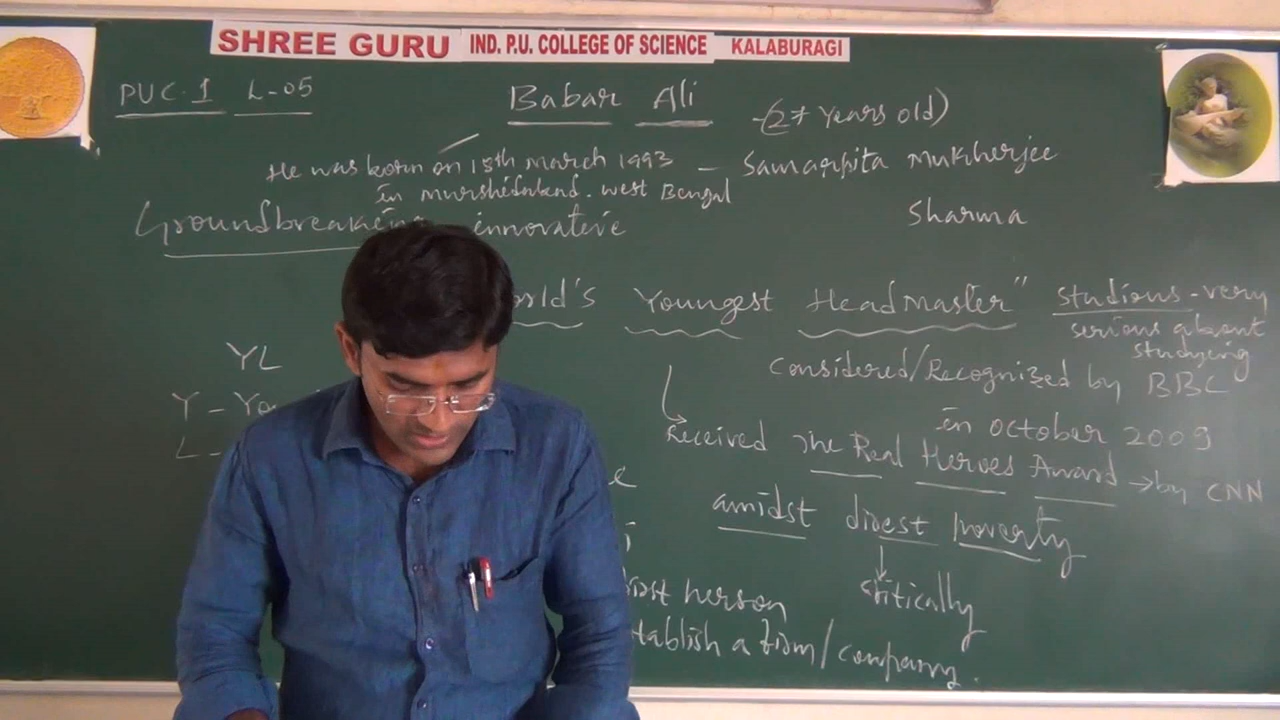 SHREE GURU IND. P.U. COLLEGE OF SCIENCE KALABURAGI
PUC-1 L-05
Babar Ali
(27 Years old)
He was born on 18th March 1993
in murshidabad. west Bengal
– Samarpita Mukherjee
Sharma
Groundbreaking innovative
World's Youngest Headmaster"
studious - very
serious about
studying
YL
Y –
L –
Considered/Recognized by BBC
in October 2009
Received The Real Heroes Award → by CNN
amidst direst poverty
critically
person
establish a firm/company.